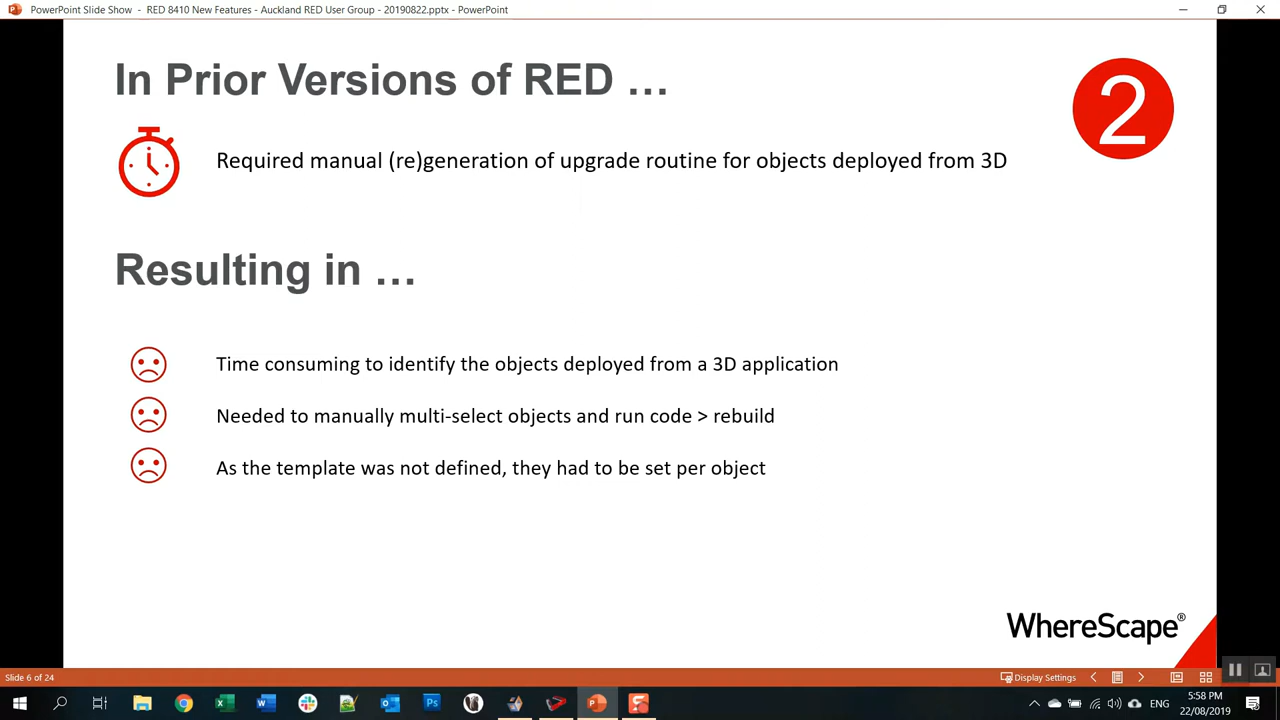 PowerPoint Slide Show - RED 8410 New Features - Auckland RED User Group - 20190822.pptx - PowerPoint
In Prior Versions of RED …
2
Required manual (re)generation of upgrade routine for objects deployed from 3D
Resulting in …
Time consuming to identify the objects deployed from a 3D application
Needed to manually multi-select objects and run code > rebuild
As the template was not defined, they had to be set per object
WhereScape®
Slide 6 of 24
Display Settings
5:58 PM
ENG
22/08/2019